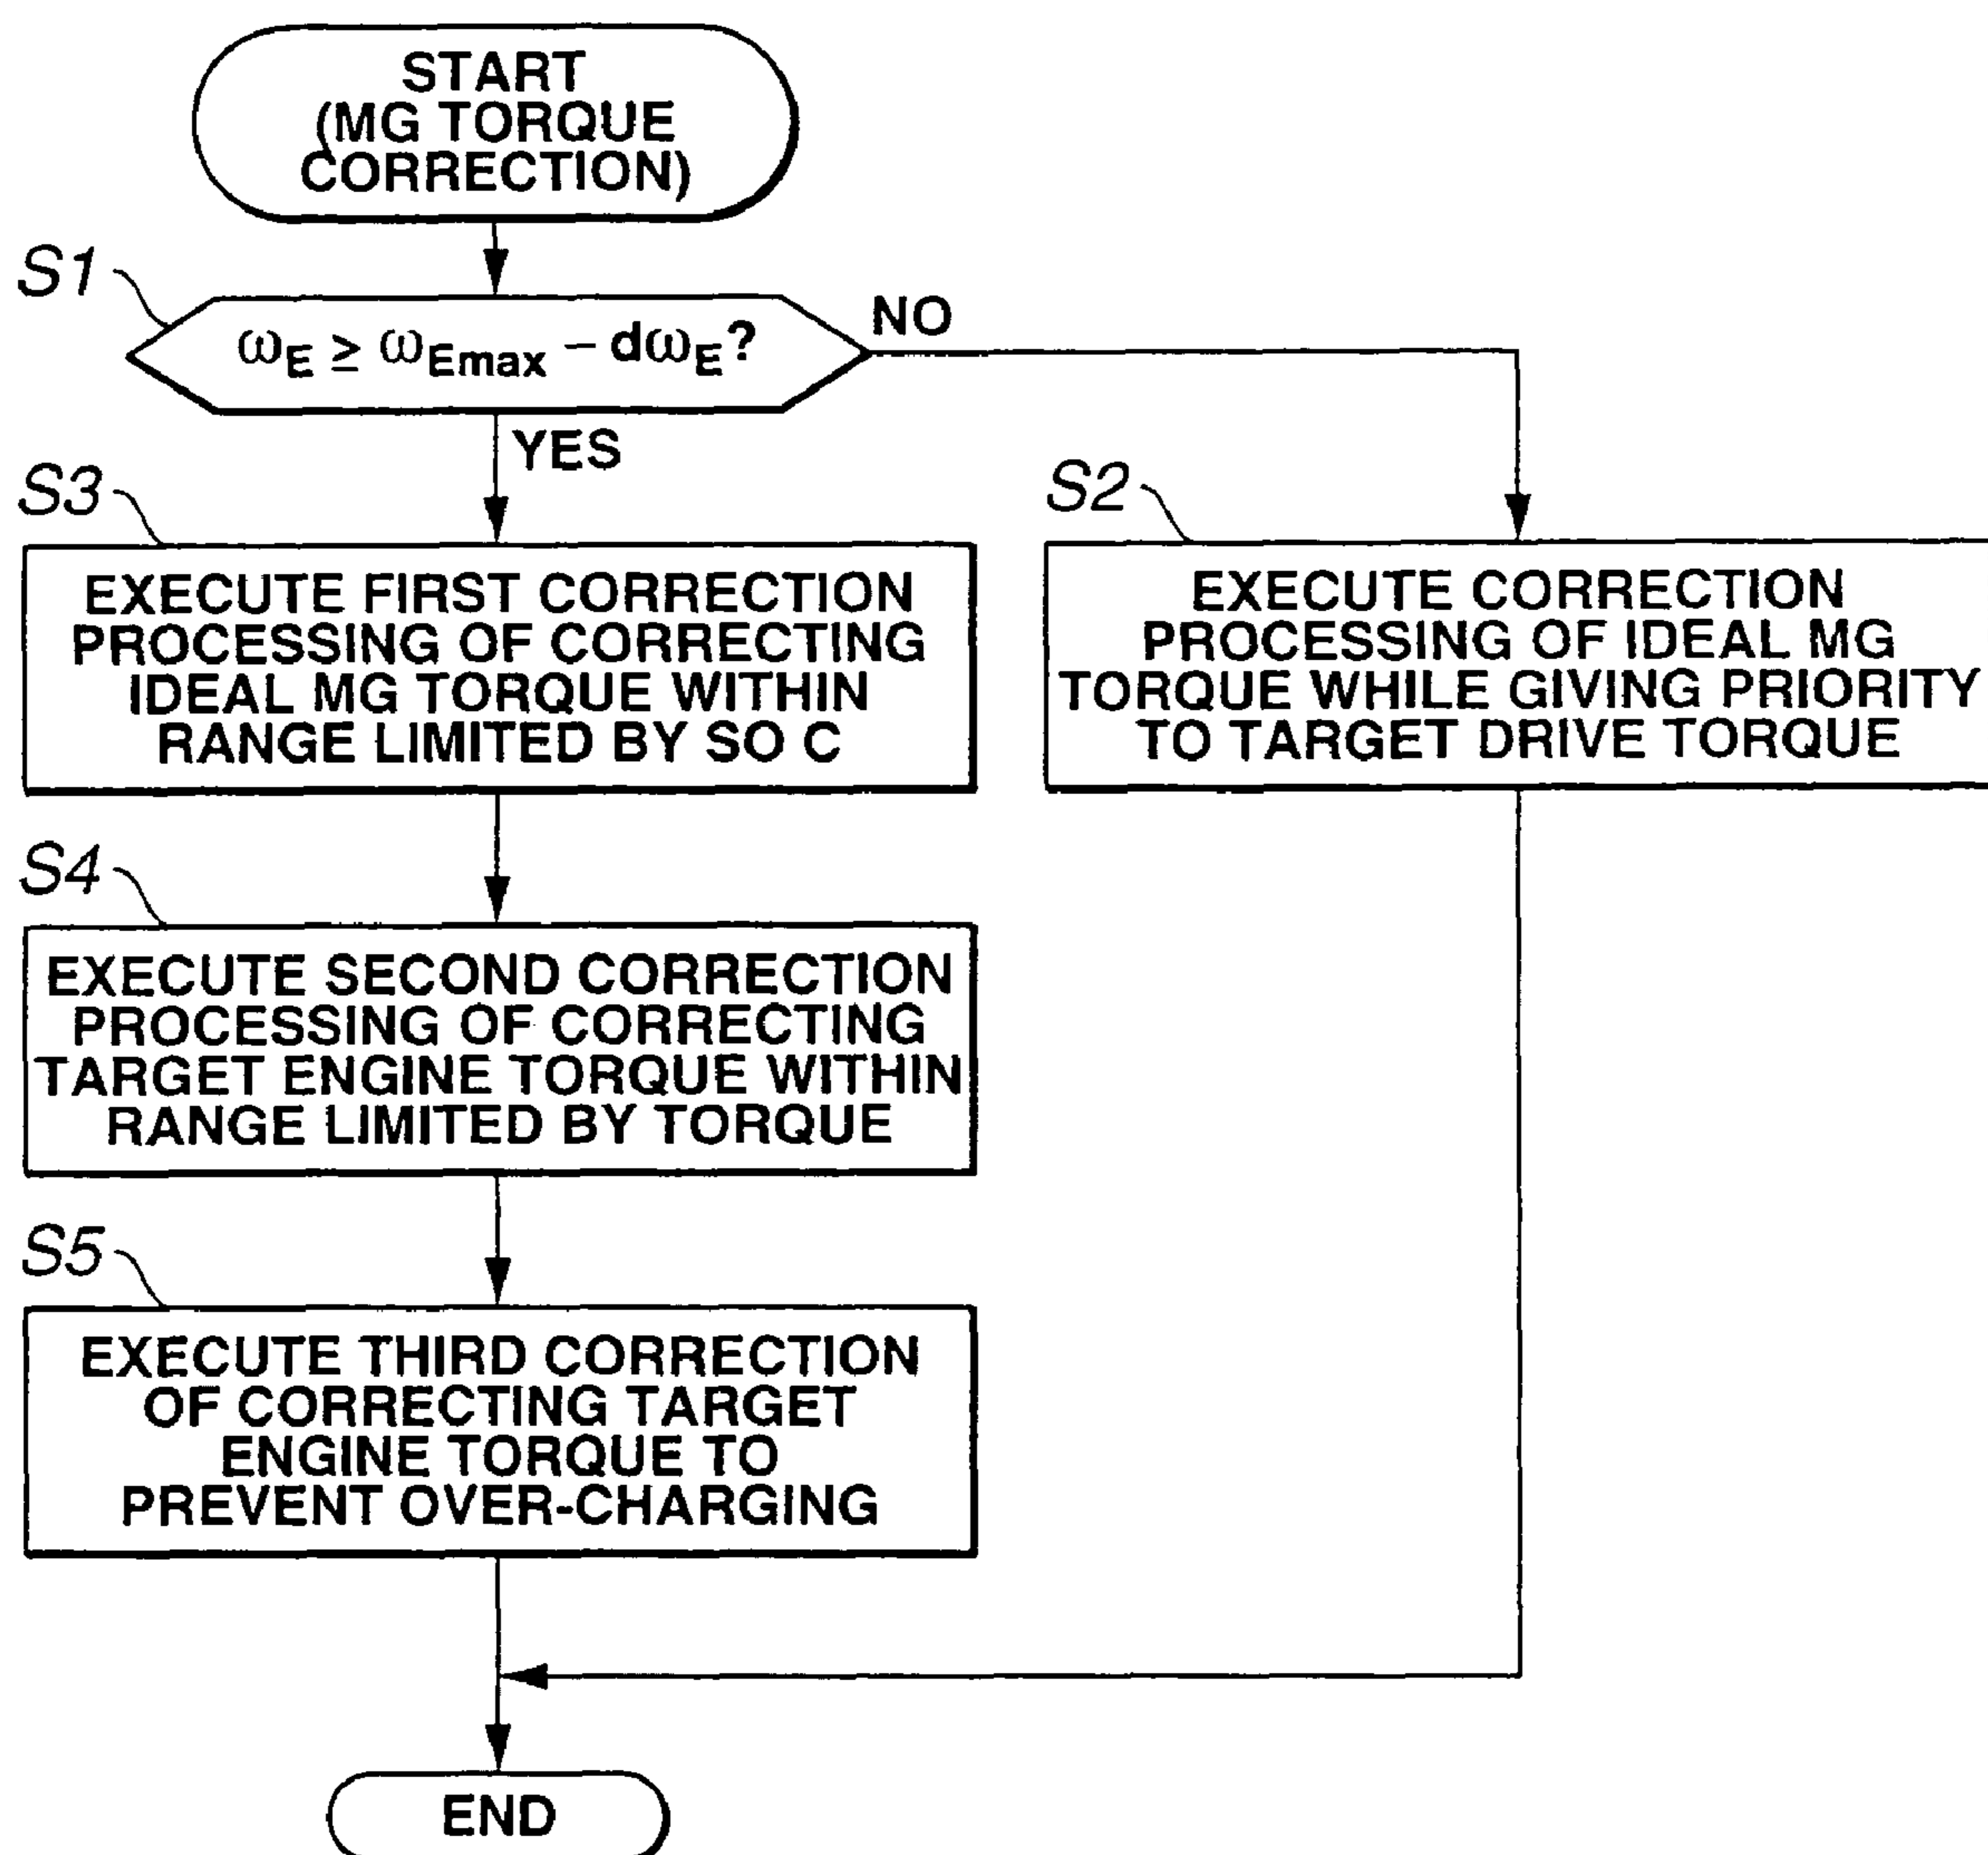 START
(MG TORQUE
CORRECTION)
S1
ωE ≥ ωEmax − dωE?
NO
YES
S3
EXECUTE FIRST CORRECTION
PROCESSING OF CORRECTING
IDEAL MG TORQUE WITHIN
RANGE LIMITED BY SO C
S2
EXECUTE CORRECTION
PROCESSING OF IDEAL MG
TORQUE WHILE GIVING PRIORITY
TO TARGET DRIVE TORQUE
S4
EXECUTE SECOND CORRECTION
PROCESSING OF CORRECTING
TARGET ENGINE TORQUE WITHIN
RANGE LIMITED BY TORQUE
S5
EXECUTE THIRD CORRECTION
OF CORRECTING TARGET
ENGINE TORQUE TO
PREVENT OVER-CHARGING
END